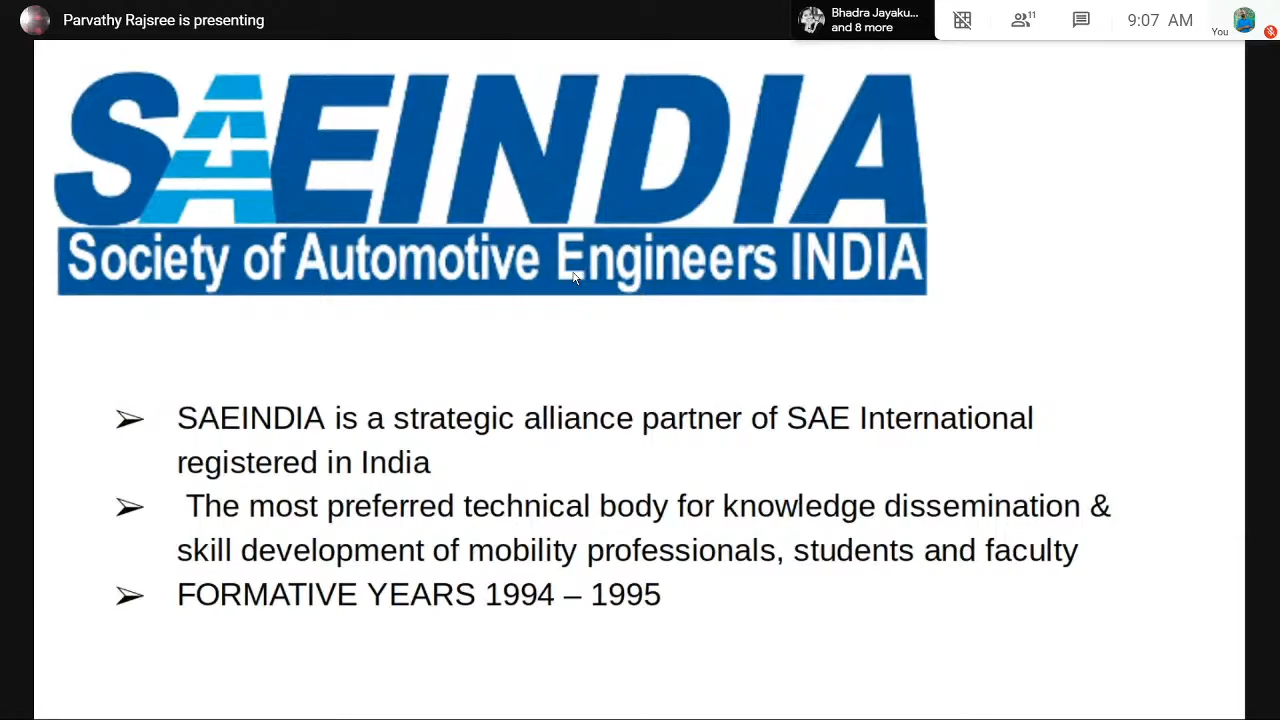 Parvathy Rajsree is presenting
Bhadra Jayaku...
and 8 more
11
9:07 AM
You
SAEINDIA
Society of Automotive Engineers INDIA
➢ SAEINDIA is a strategic alliance partner of SAE International
registered in India
➢ The most preferred technical body for knowledge dissemination &
skill development of mobility professionals, students and faculty
➢ FORMATIVE YEARS 1994 – 1995